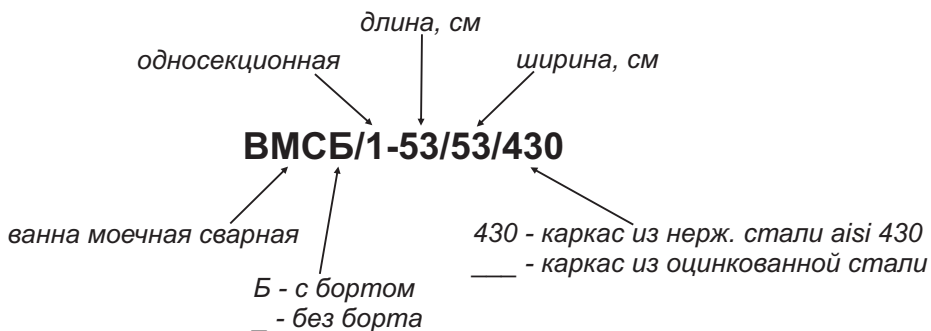 длина, см
односекционная
ширина, см
ВМСБ/1-53/53/430
ванна моечная сварная
430 - каркас из нерж. стали aisi 430
___ - каркас из оцинкованной стали
Б - с бортом
_ - без борта